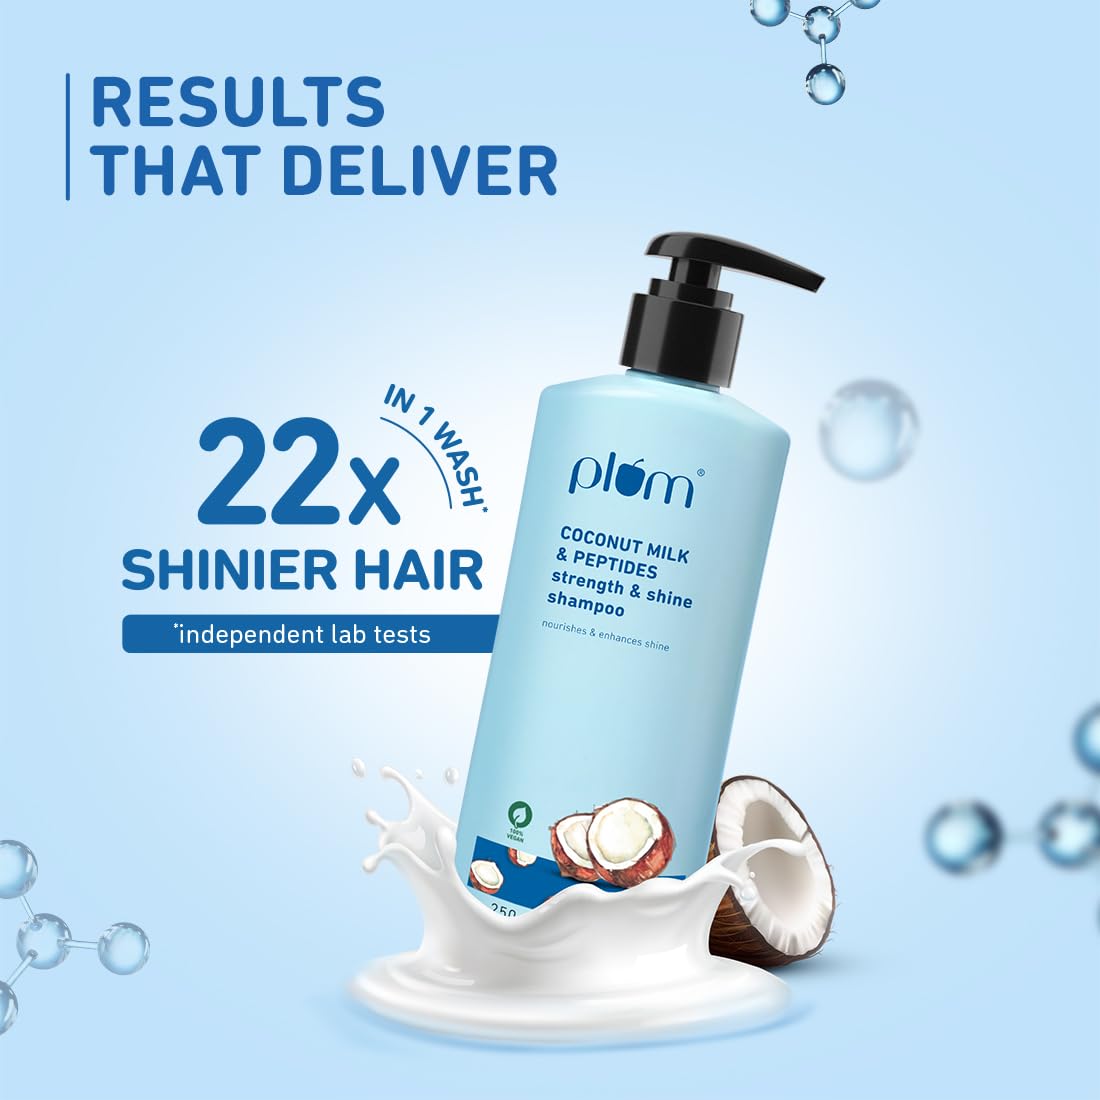 RESULTS
THAT DELIVER
IN 1 WASH*
22x
SHINIER HAIR
*independent lab tests
plum®
COCONUT MILK
& PEPTIDES
strength & shine
shampoo
nourishes & enhances shine
100%
VEGAN
250